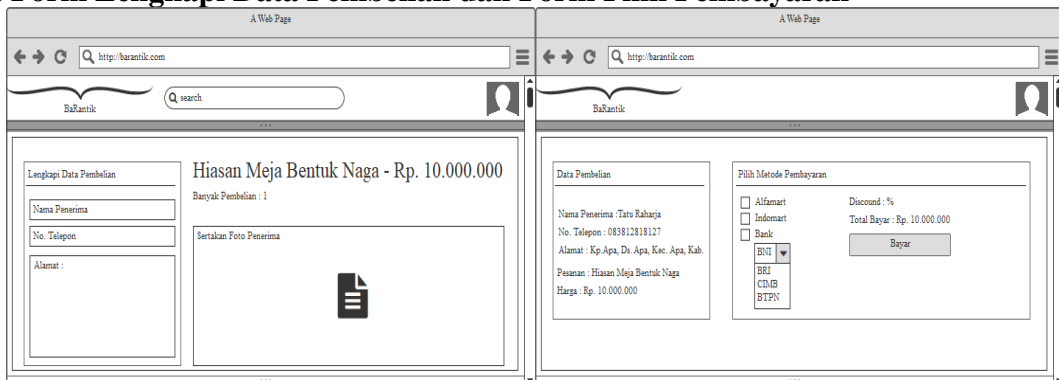 Form Lengkapi Data Pembelian dan Form Pilih Pembayaran
A Web Page
http://barantik.com
BaRantik
search
Lengkapi Data Pembelian
Nama Penerima
No. Telepon
Alamat :
Hiasan Meja Bentuk Naga - Rp. 10.000.000
Banyak Pembelian : 1
Sertakan Foto Penerima
A Web Page
http://barantik.com
BaRantik
Data Pembelian
Nama Penerima :Tatu Raharja
No. Telepon : 083812818127
Alamat : Kp.Apa, Ds. Apa, Kec. Apa, Kab.
Pesanan : Hiasan Meja Bentuk Naga
Harga : Rp. 10.000.000
Pilih Metode Pembayaran
Alfamart
Indomart
Bank
BNI
BRI
CIMB
BTPN
Discound : %
Total Bayar : Rp. 10.000.000
Bayar